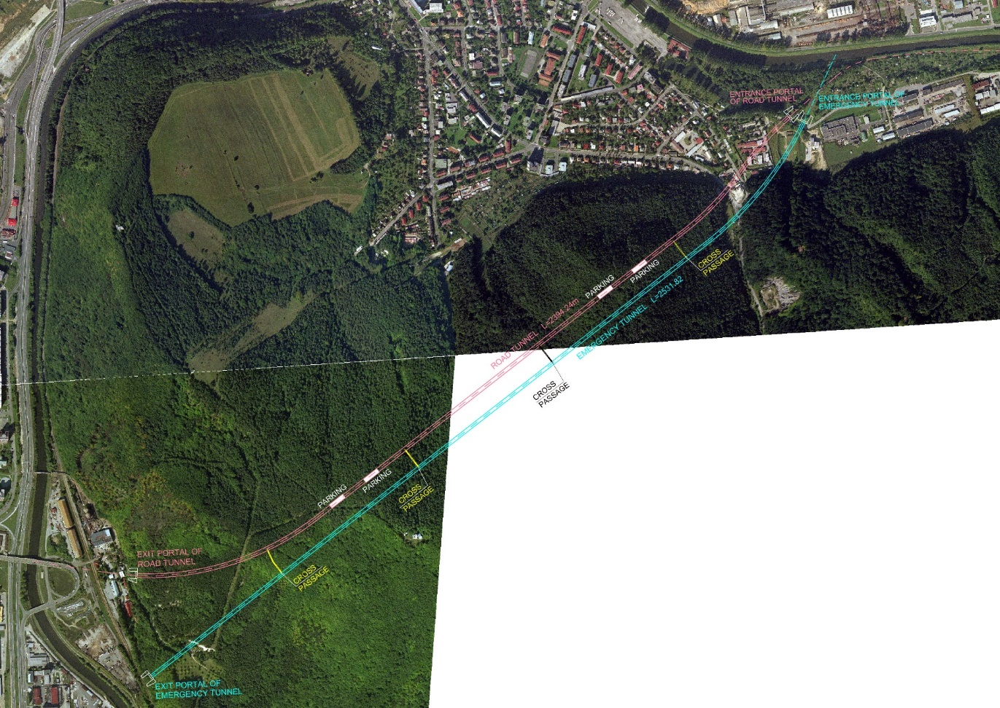 ENTRANCE PORTAL
OF ROAD TUNNEL
ENTRANCE PORTAL OF
EMERGENCY TUNNEL
CROSS
PASSAGE
PARKING
PARKING
ROAD TUNNEL L=2394.24m
EMERGENCY TUNNEL L=2531.82
CROSS
PASSAGE
PARKING
PARKING
CROSS
PASSAGE
EXIT PORTAL OF
ROAD TUNNEL
CROSS
PASSAGE
EXIT PORTAL OF
EMERGENCY TUNNEL